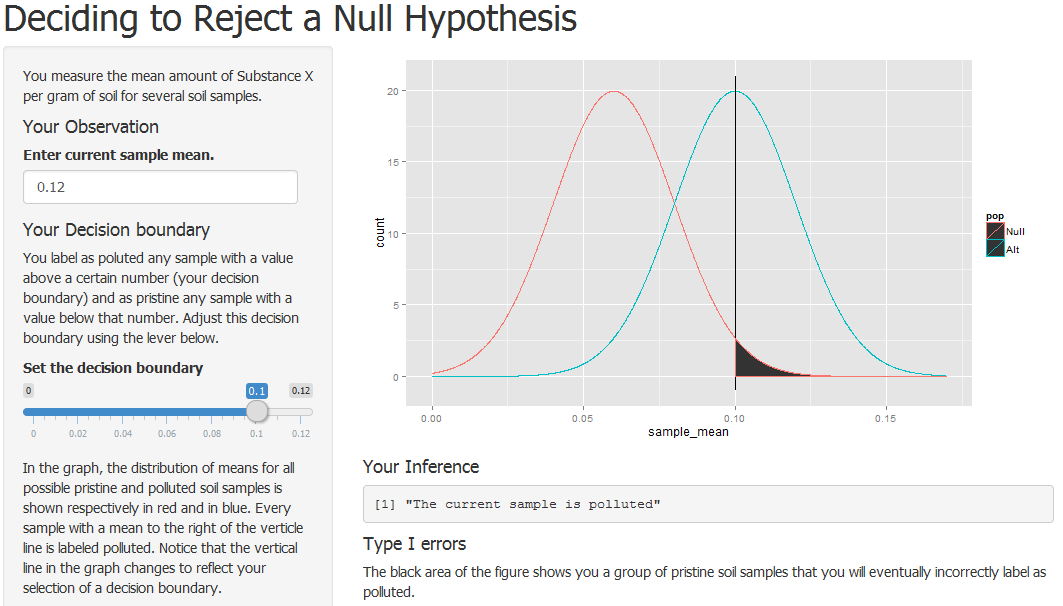 Deciding to Reject a Null Hypothesis
You measure the mean amount of Substance X
per gram of soil for several soil samples.
Your Observation
Enter current sample mean.
0.12
Your Decision boundary
You label as poluted any sample with a value
above a certain number (your decision
boundary) and as pristine any sample with a
value below that number. Adjust this decision
boundary using the lever below.
Set the decision boundary
0 0.1 0.12
0 0.02 0.04 0.06 0.08 0.1 0.12
In the graph, the distribution of means for all
possible pristine and polluted soil samples is
shown respectively in red and in blue. Every
sample with a mean to the right of the verticle
line is labeled polluted. Notice that the vertical
line in the graph changes to reflect your
selection of a decision boundary.
count
20
15
10
5
0
0.00 0.05 0.10 0.15
sample_mean
pop
Null
Alt
Your Inference
[1] "The current sample is polluted"
Type I errors
The black area of the figure shows you a group of pristine soil samples that you will eventually incorrectly label as
polluted.